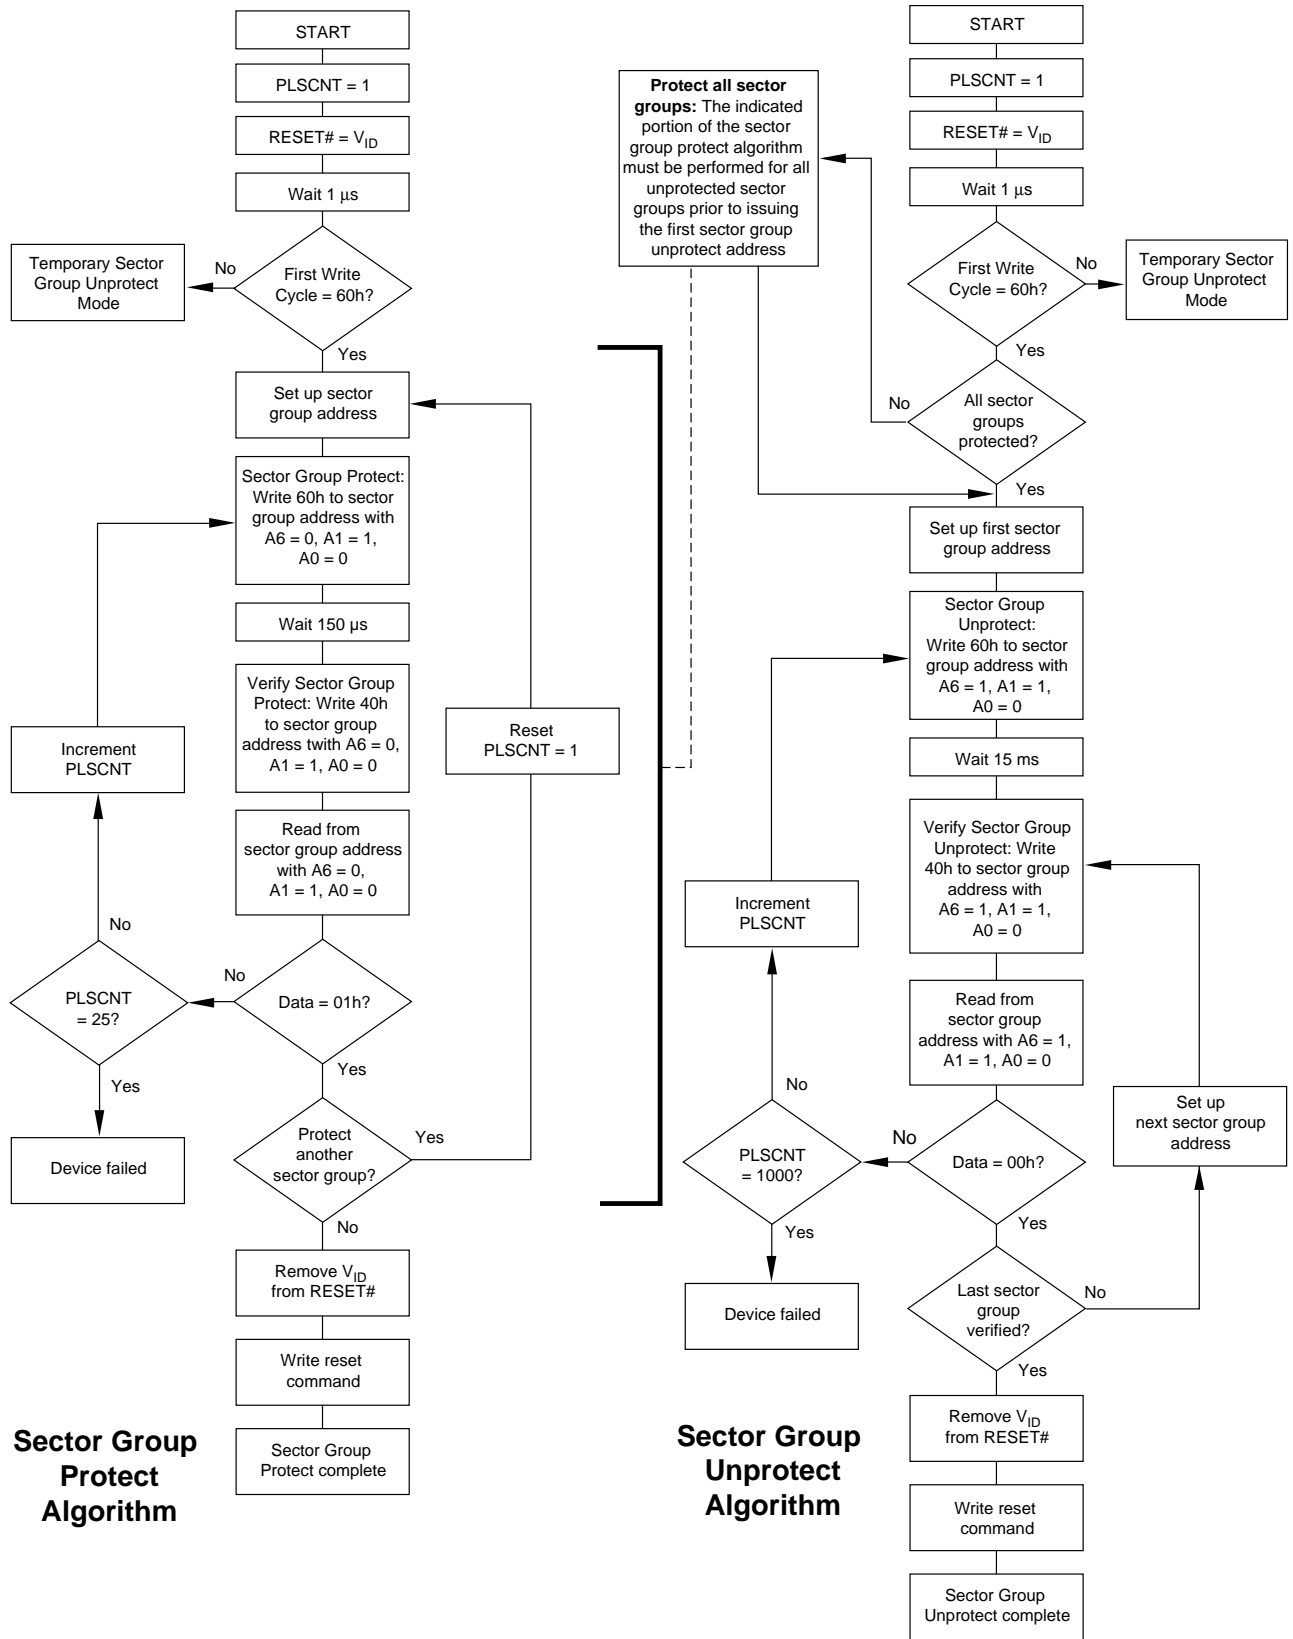 START
PLSCNT = 1
RESET# = VID
Wait 1 μs
First Write
Cycle = 60h?
No
Temporary Sector
Group Unprotect
Mode
Yes
Set up sector
group address
Sector Group Protect:
Write 60h to sector
group address with
A6 = 0, A1 = 1,
A0 = 0
Wait 150 µs
Verify Sector Group
Protect: Write 40h
to sector group
address twith A6 = 0,
A1 = 1, A0 = 0
Reset
PLSCNT = 1
Increment
PLSCNT
Read from
sector group address
with A6 = 0,
A1 = 1, A0 = 0
No
No
PLSCNT
= 25?
Data = 01h?
Yes
Yes
Device failed
Protect
another
sector group?
Yes
No
Remove VID
from RESET#
Write reset
command
Sector Group
Protect complete
Sector Group
Protect
Algorithm
START
PLSCNT = 1
Protect all sector
groups: The indicated
portion of the sector
group protect algorithm
must be performed for all
unprotected sector
groups prior to issuing
the first sector group
unprotect address
RESET# = VID
Wait 1 μs
First Write
Cycle = 60h?
No
Temporary Sector
Group Unprotect
Mode
Yes
No
All sector
groups
protected?
Yes
Set up first sector
group address
Sector Group
Unprotect:
Write 60h to sector
group address with
A6 = 1, A1 = 1,
A0 = 0
Wait 15 ms
Verify Sector Group
Unprotect: Write
40h to sector group
address with
A6 = 1, A1 = 1,
A0 = 0
Increment
PLSCNT
Read from
sector group
address with A6 = 1,
A1 = 1, A0 = 0
No
Set up
next sector group
address
No
PLSCNT
= 1000?
Data = 00h?
Yes
Yes
Device failed
Last sector
group
verified?
No
Yes
Remove VID
from RESET#
Write reset
command
Sector Group
Unprotect complete
Sector Group
Unprotect
Algorithm